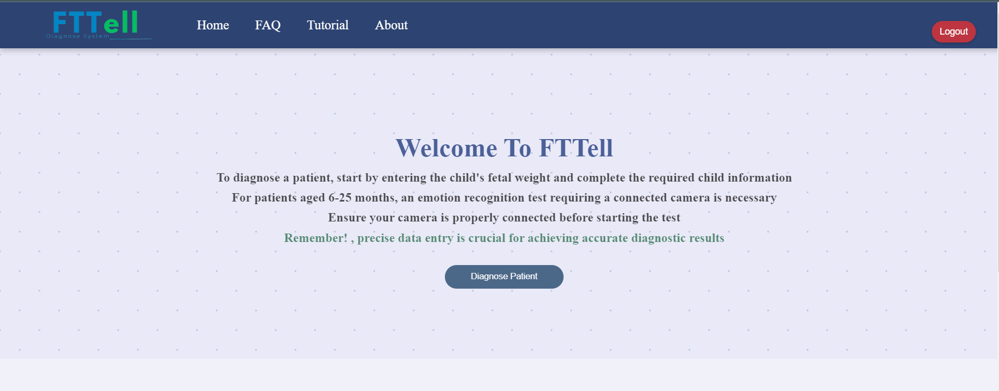 FTTell
Diagnose System
Home FAQ Tutorial About
Logout
Welcome To FTTell
To diagnose a patient, start by entering the child's fetal weight and complete the required child information
For patients aged 6-25 months, an emotion recognition test requiring a connected camera is necessary
Ensure your camera is properly connected before starting the test
Remember! , precise data entry is crucial for achieving accurate diagnostic results
Diagnose Patient